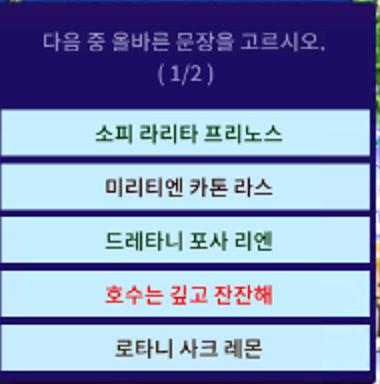 다음 중 올바른 문장을 고르시오.
( 1/2 )
소피 라리타 프리노스
미리티엔 카톤 라스
드레타니 포사 리엔
호수는 깊고 잔잔해
로타니 사크 레몬